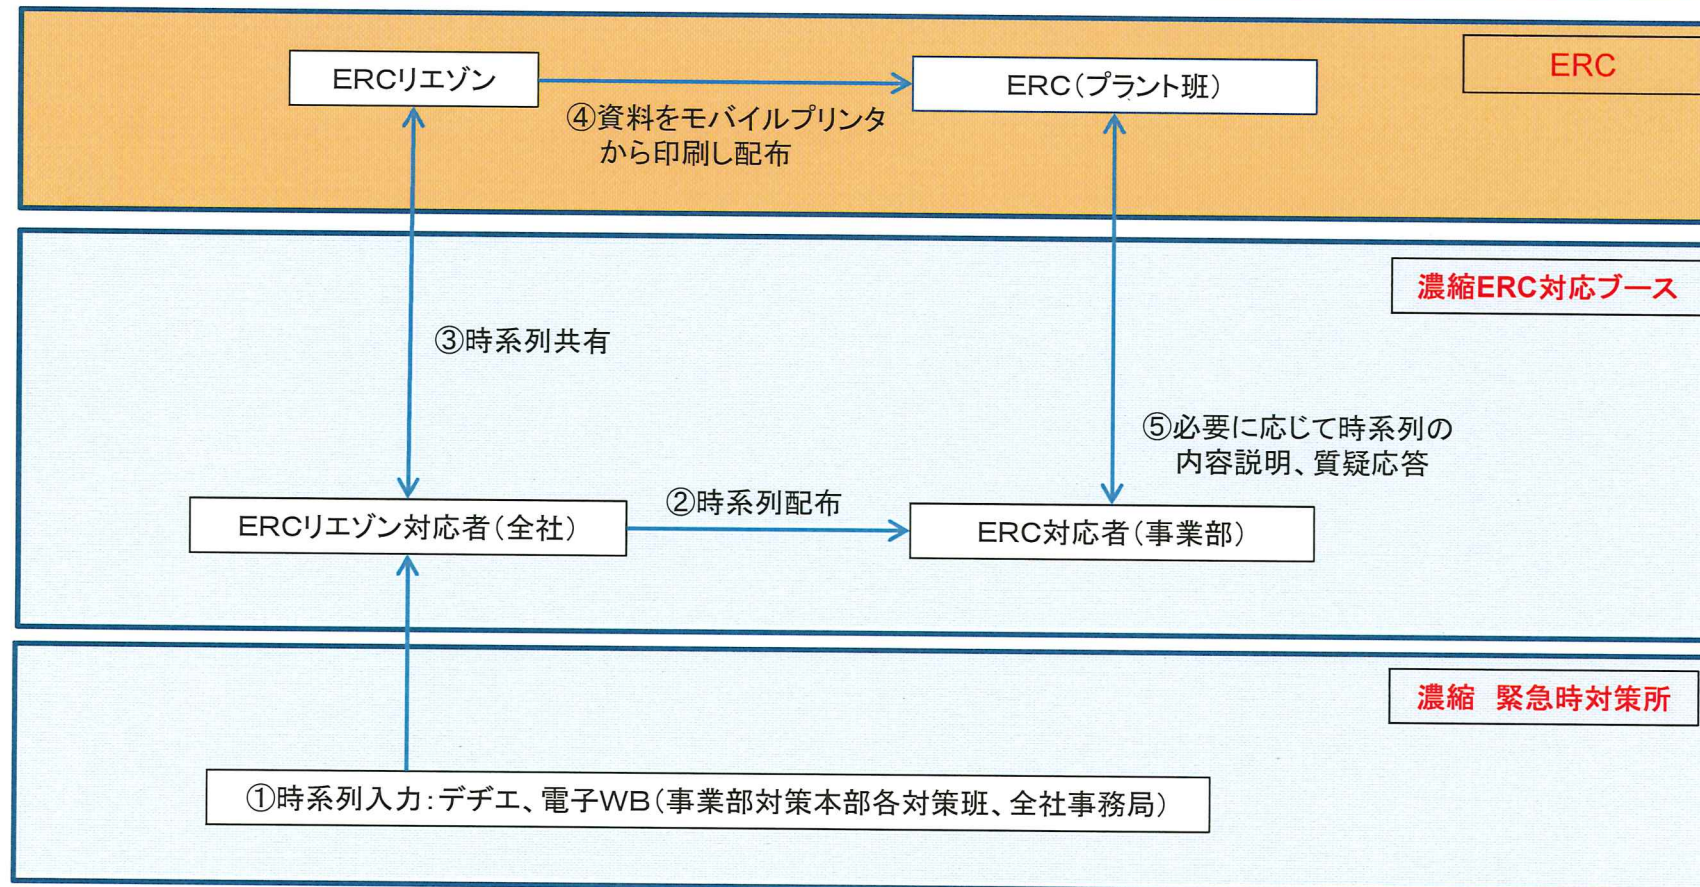 ERC
ERCリエゾン
ERC(プラント班)
④資料をモバイルプリンタ
から印刷し配布
濃縮ERC対応ブース
③時系列共有
⑤必要に応じて時系列の
内容説明、質疑応答
②時系列配布
ERCリエゾン対応者(全社)
ERC対応者(事業部)
濃縮　緊急時対策所
①時系列入力:デヂエ、電子WB(事業部対策本部各対策班、全社事務局)